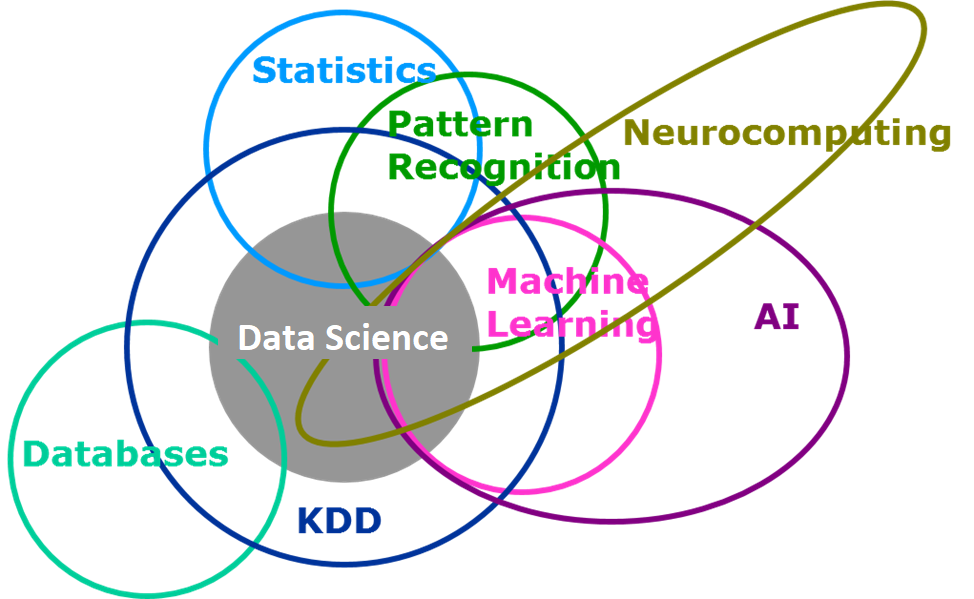 Statistics
Pattern
Recognition
Neurocomputing
Machine
Learning
AI
Data Science
Databases
KDD